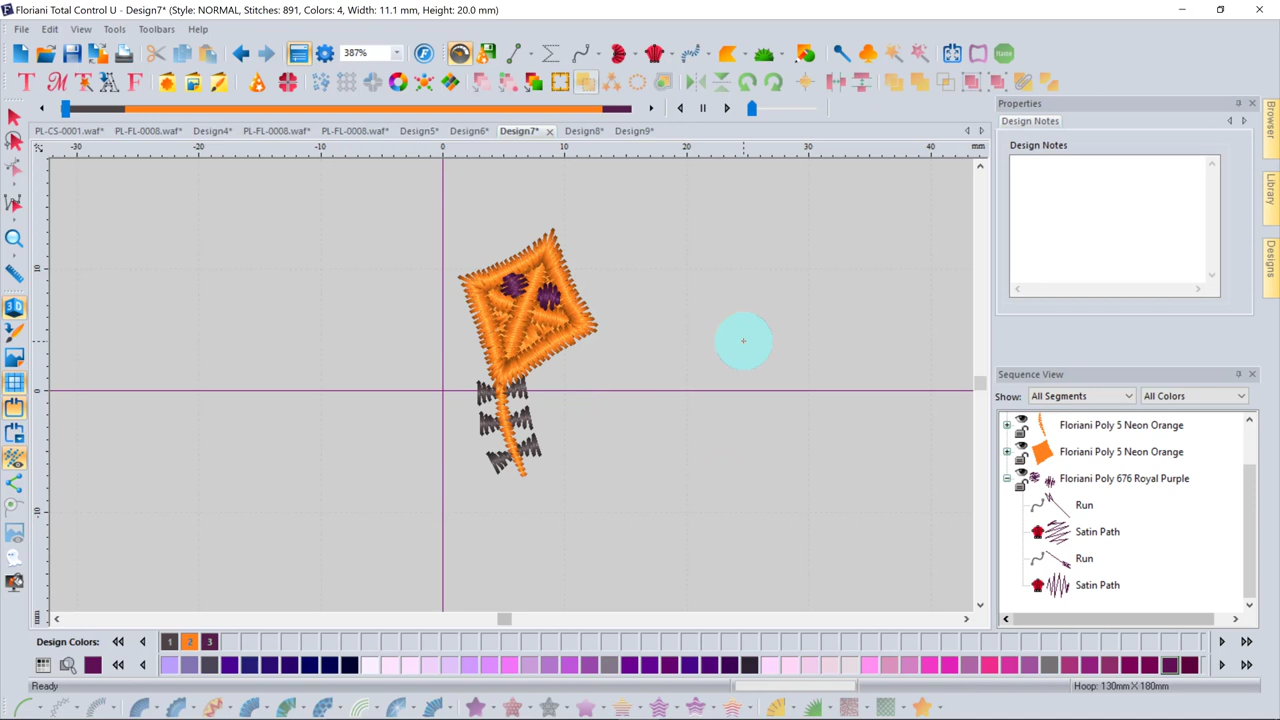 Floriani Total Control U - Design7* (Style: NORMAL, Stitches: 891, Colors: 4, Width: 11.1 mm, Height: 20.0 mm)
File Edit View Tools Toolbars Help
387%
name
PL-CS-0001.waf* PL-FL-0008.waf* Design4* PL-FL-0008.waf* PL-FL-0008.waf* Design5* Design6* Design7* Design8* Design9*
-30 -20 -10 0 10 20 30 40 mm
10
0
-10
mm
Properties
Design Notes
Design Notes
Browser
Library
Designs
Sequence View
Show: All Segments All Colors
Floriani Poly 5 Neon Orange
Floriani Poly 5 Neon Orange
Floriani Poly 676 Royal Purple
Run
Satin Path
Run
Satin Path
Design Colors: 1 2 3
Ready
Hoop: 130mm X 180mm